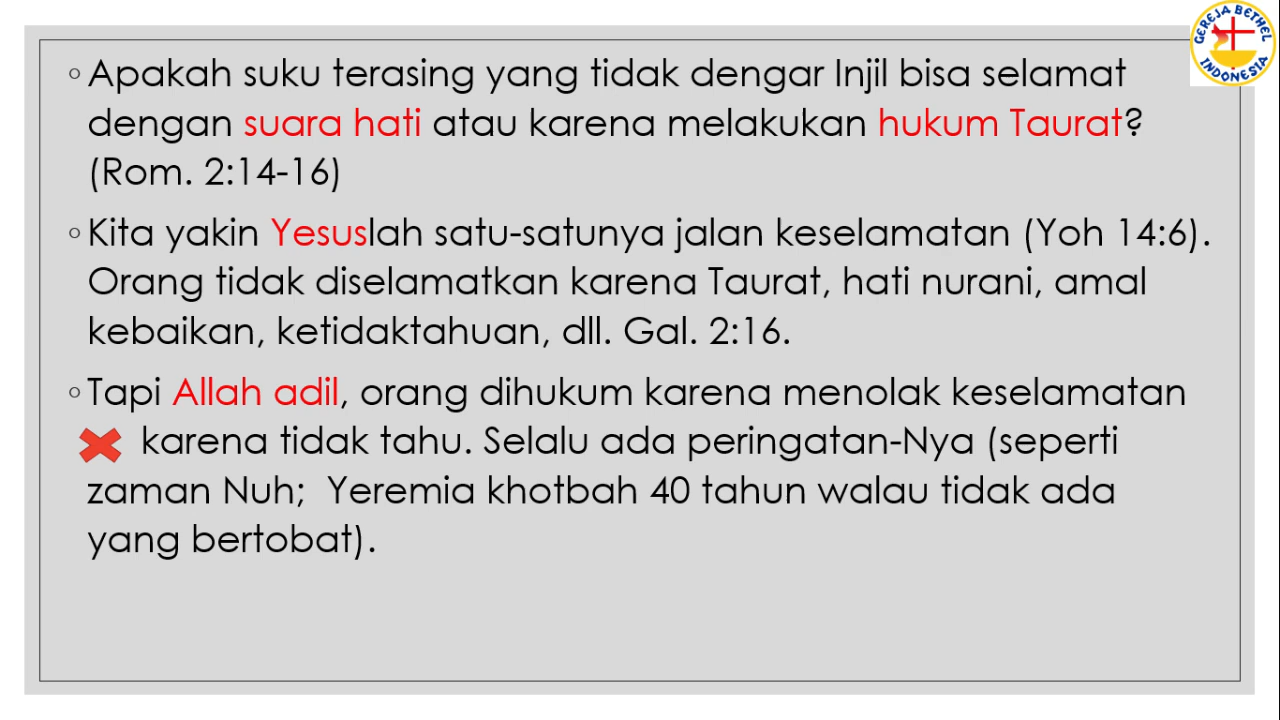 GEREJA BETHEL
INDONESIA
◦Apakah suku terasing yang tidak dengar Injil bisa selamat
dengan suara hati atau karena melakukan hukum Taurat?
(Rom. 2:14-16)
◦Kita yakin Yesuslah satu-satunya jalan keselamatan (Yoh 14:6).
Orang tidak diselamatkan karena Taurat, hati nurani, amal
kebaikan, ketidaktahuan, dll. Gal. 2:16.
◦Tapi Allah adil, orang dihukum karena menolak keselamatan
karena tidak tahu. Selalu ada peringatan-Nya (seperti
zaman Nuh;  Yeremia khotbah 40 tahun walau tidak ada
yang bertobat).